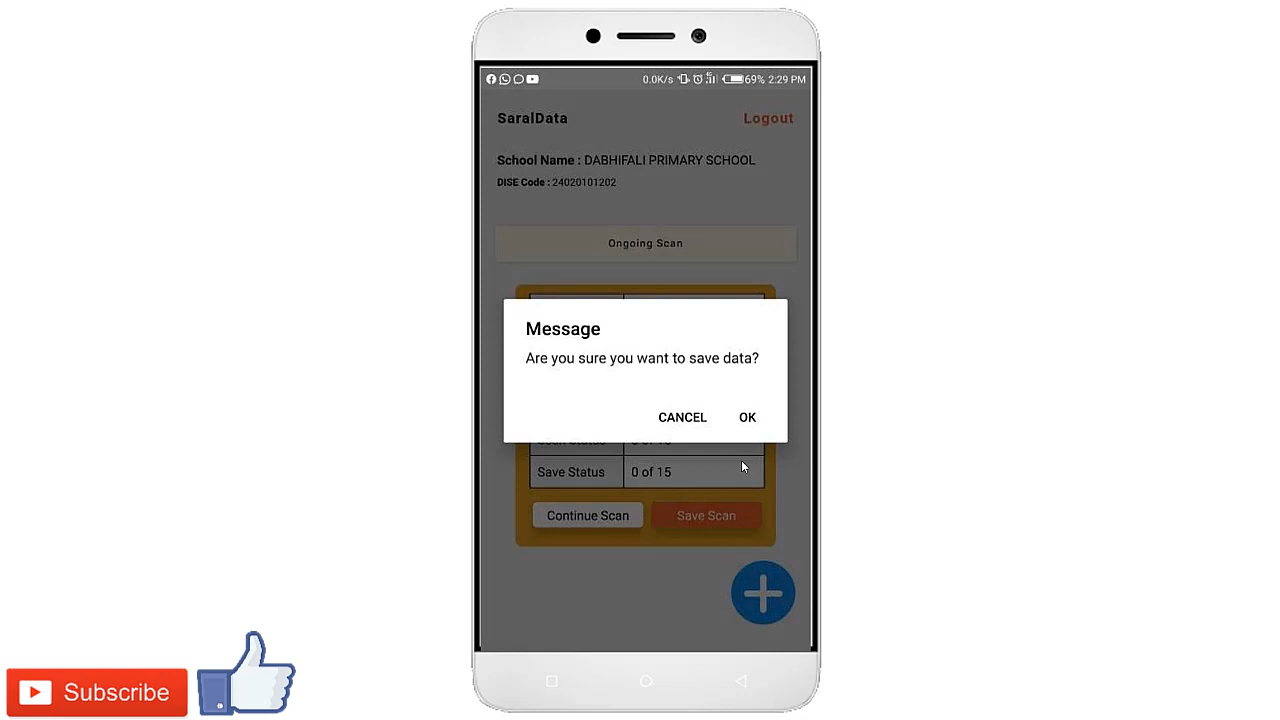 0.0K/s 69% 2:29 PM
SaralData
Logout
School Name : DABHIFALI PRIMARY SCHOOL
DISE Code : 24020101202
Ongoing Scan
Message
Are you sure you want to save data?
CANCEL OK
Save Status 0 of 15
Continue Scan Save Scan
Subscribe